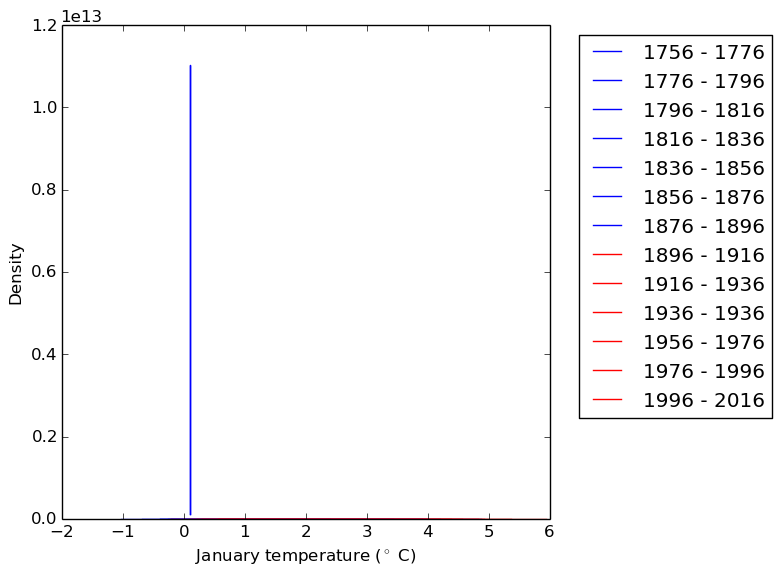 1e13
1.2
1.0
0.8
0.6
0.4
0.2
0.0
−2 −1 0 1 2 3 4 5 6
Density
January temperature (° C)
1756 - 1776
1776 - 1796
1796 - 1816
1816 - 1836
1836 - 1856
1856 - 1876
1876 - 1896
1896 - 1916
1916 - 1936
1936 - 1936
1956 - 1976
1976 - 1996
1996 - 2016